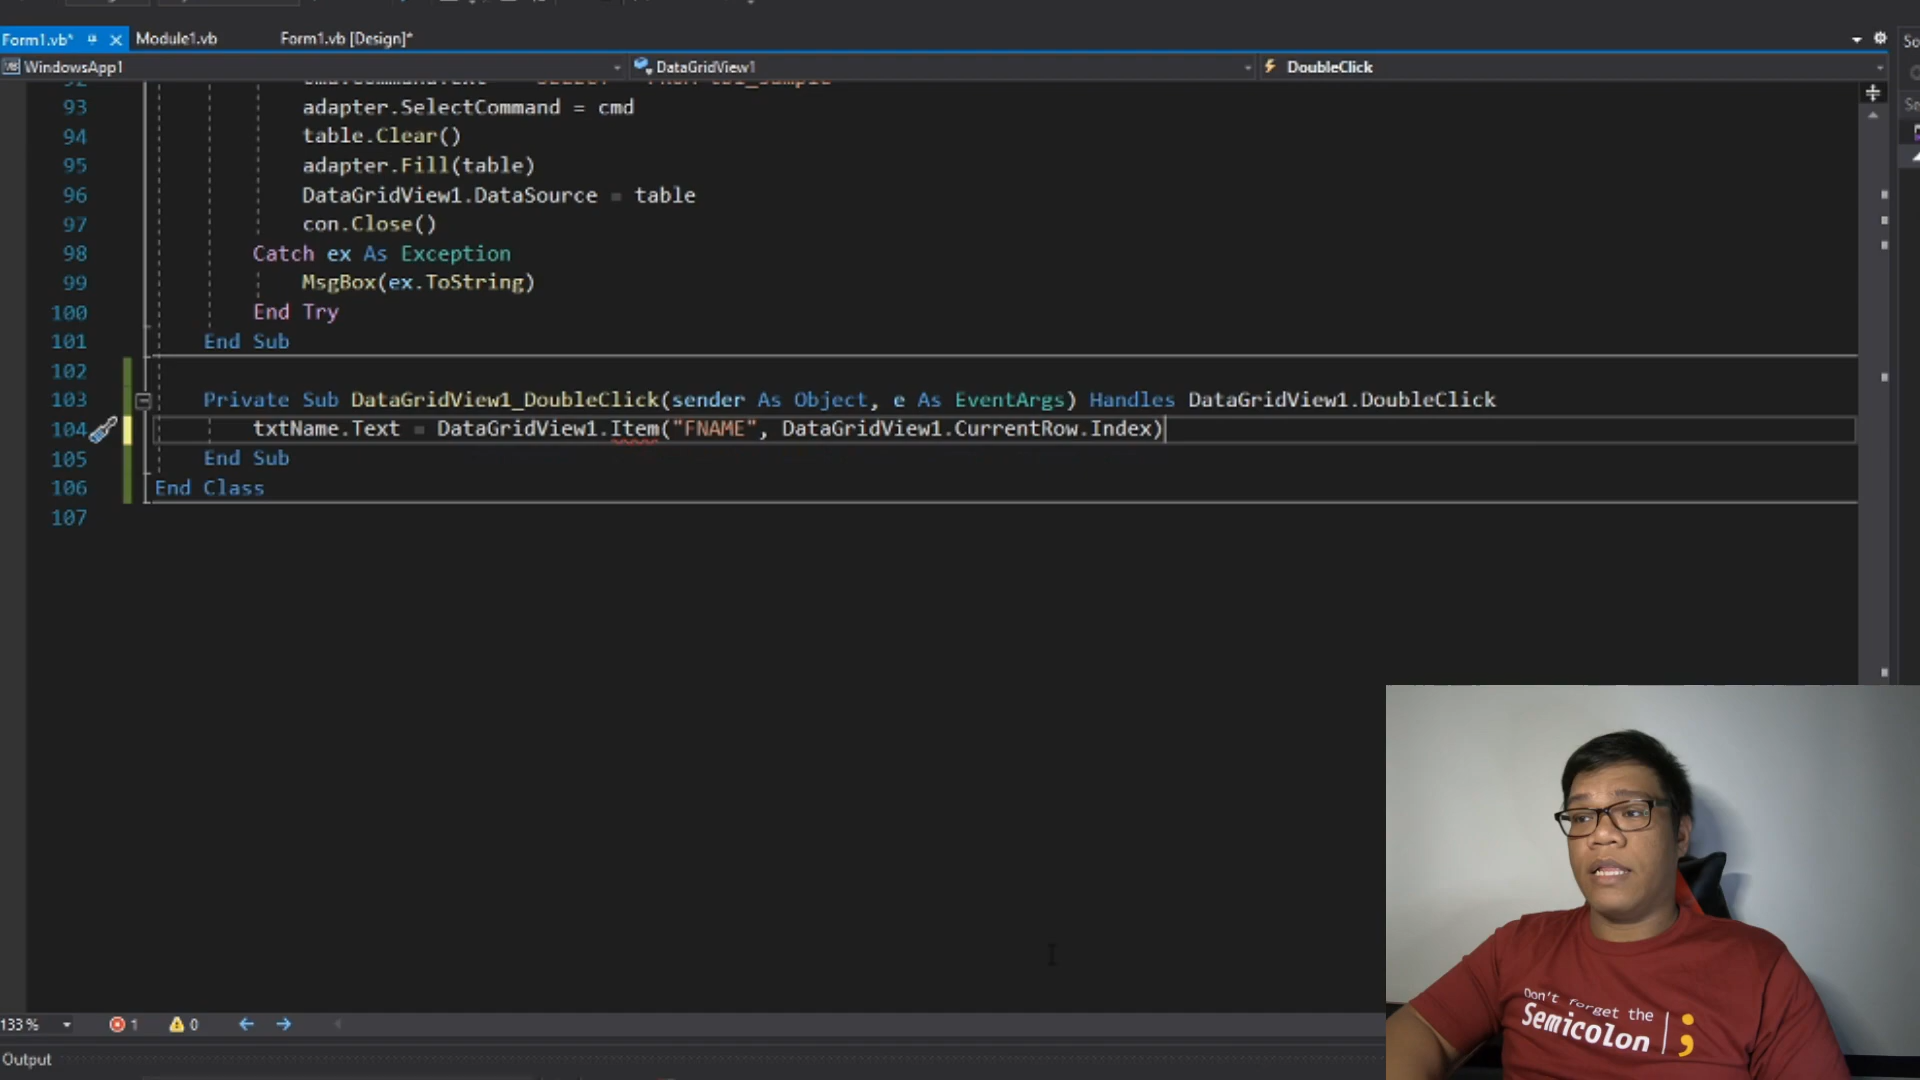 Form1.vb* Module1.vb Form1.vb [Design]*
WindowsApp1 DataGridView1 DoubleClick
93 adapter.SelectCommand = cmd
94 table.Clear()
95 adapter.Fill(table)
96 DataGridView1.DataSource = table
97 con.Close()
98 Catch ex As Exception
99 MsgBox(ex.ToString)
100 End Try
101 End Sub
102
103 Private Sub DataGridView1_DoubleClick(sender As Object, e As EventArgs) Handles DataGridView1.DoubleClick
104 txtName.Text = DataGridView1.Item("FNAME", DataGridView1.CurrentRow.Index)
105 End Sub
106 End Class
107
Don't forget the
Semicolon | ;
133 % 1 0
Output